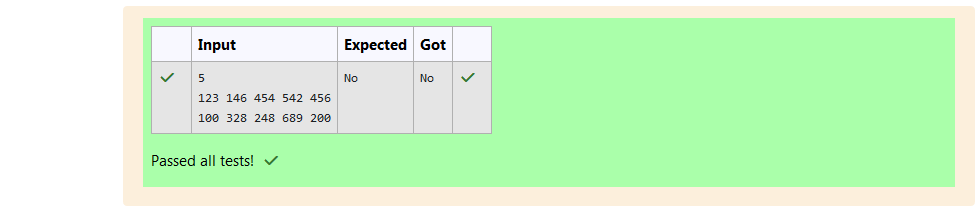 Input Expected Got
5 No No
123 146 454 542 456
100 328 248 689 200
Passed all tests!